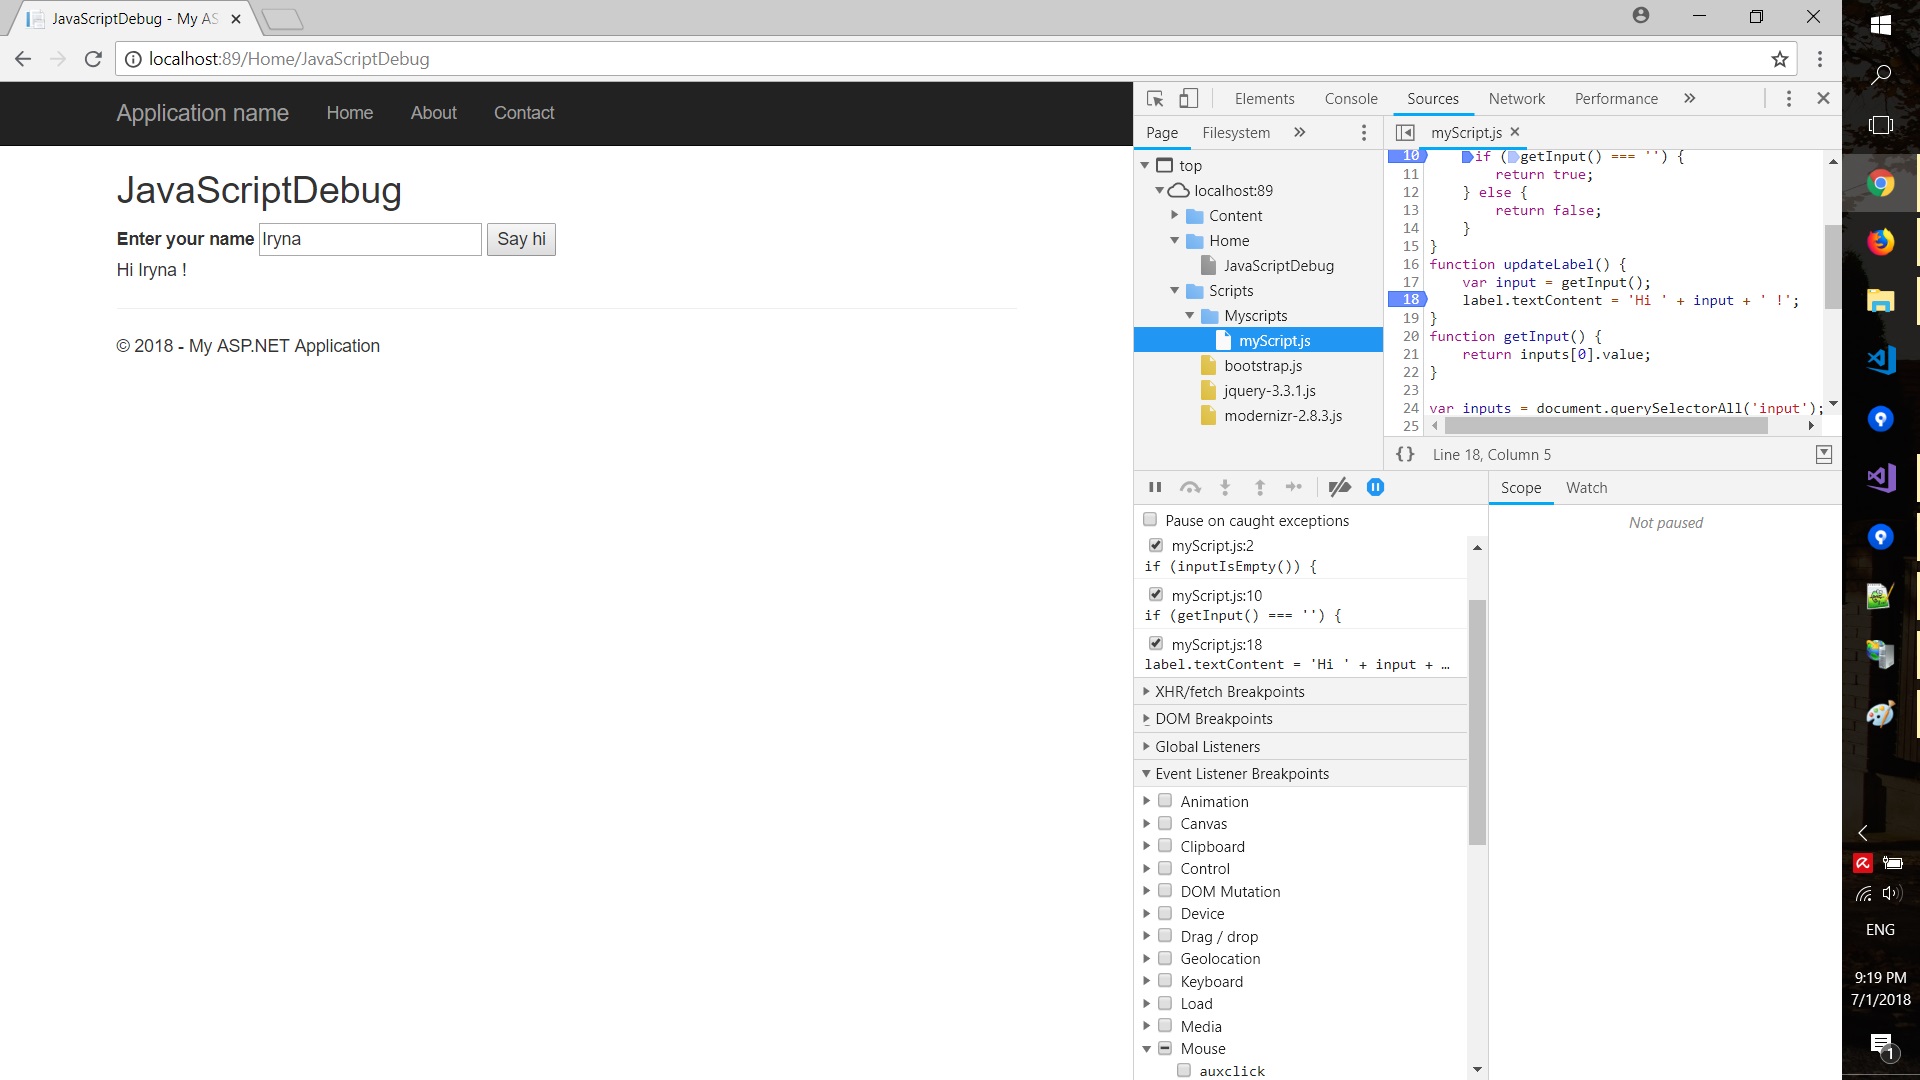 JavaScriptDebug - My AS
localhost:89/Home/JavaScriptDebug
Application name Home About Contact
JavaScriptDebug
Enter your name Iryna Say hi
Hi Iryna !
© 2018 - My ASP.NET Application
Elements Console Sources Network Performance »
Page Filesystem »
top
localhost:89
Content
Home
JavaScriptDebug
Scripts
Myscripts
myScript.js
bootstrap.js
jquery-3.3.1.js
modernizr-2.8.3.js
myScript.js
10 if (getInput() === '') {
11 return true;
12 } else {
13 return false;
14 }
15 }
16 function updateLabel() {
17 var input = getInput();
18 label.textContent = 'Hi ' + input + ' !';
19 }
20 function getInput() {
21 return inputs[0].value;
22 }
23
24 var inputs = document.querySelectorAll('input');
25
{} Line 18, Column 5
Pause on caught exceptions
myScript.js:2
if (inputIsEmpty()) {
myScript.js:10
if (getInput() === '') {
myScript.js:18
label.textContent = 'Hi ' + input + …
XHR/fetch Breakpoints
DOM Breakpoints
Global Listeners
Event Listener Breakpoints
Animation
Canvas
Clipboard
Control
DOM Mutation
Device
Drag / drop
Geolocation
Keyboard
Load
Media
Mouse
auxclick
Scope Watch
Not paused
ENG
9:19 PM
7/1/2018
1